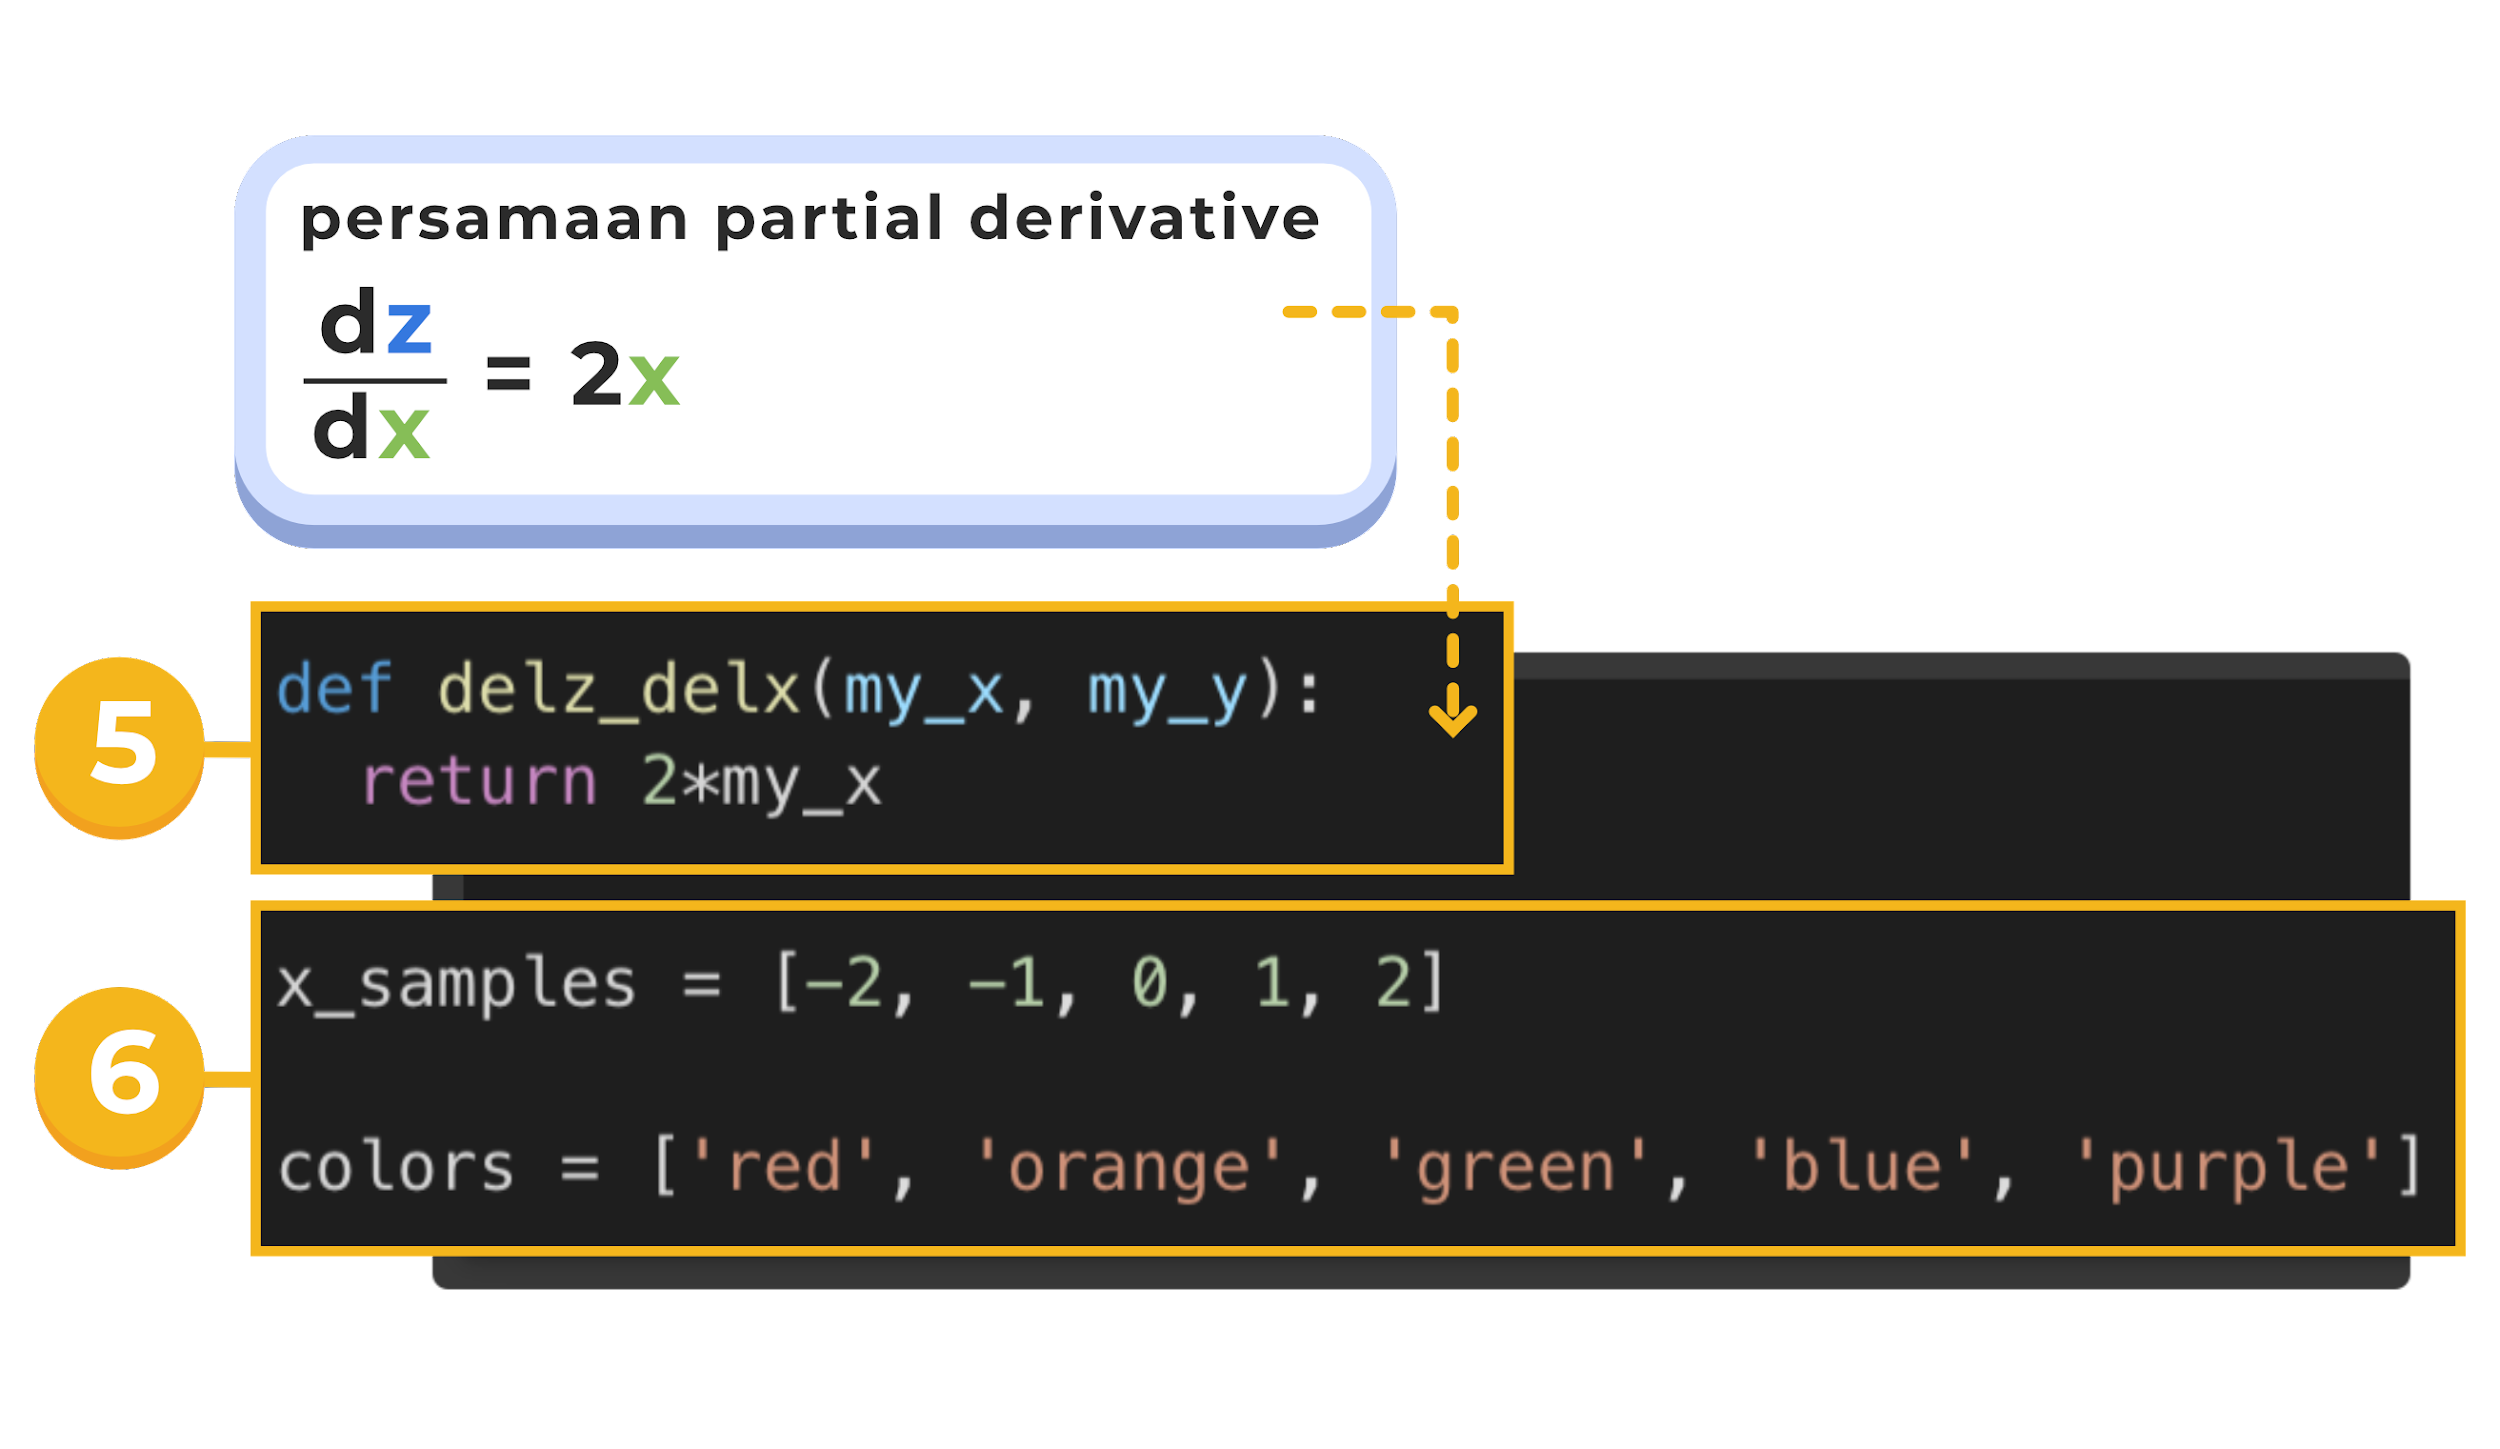 persamaan partial derivative
dz
dx
= 2x
5
def delz_delx(my_x, my_y):
return 2*my_x
6
x_samples = [-2, -1, 0, 1, 2]
colors = ['red', 'orange', 'green', 'blue', 'purple']